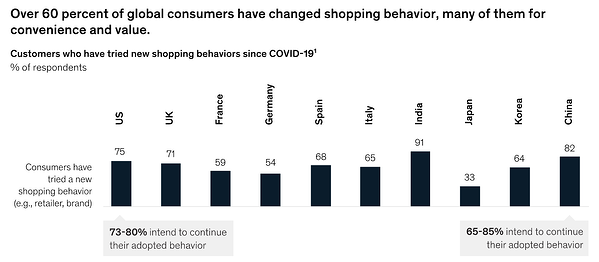 Over 60 percent of global consumers have changed shopping behavior, many of them for
convenience and value.
Customers who have tried new shopping behaviors since COVID-19¹
% of respondents
US
UK
France
Germany
Spain
Italy
India
Japan
Korea
China
75
71
59
54
68
65
91
33
64
82
Consumers have
tried a new
shopping behavior
(e.g., retailer, brand)
73-80% intend to continue
their adopted behavior
65-85% intend to continue
their adopted behavior